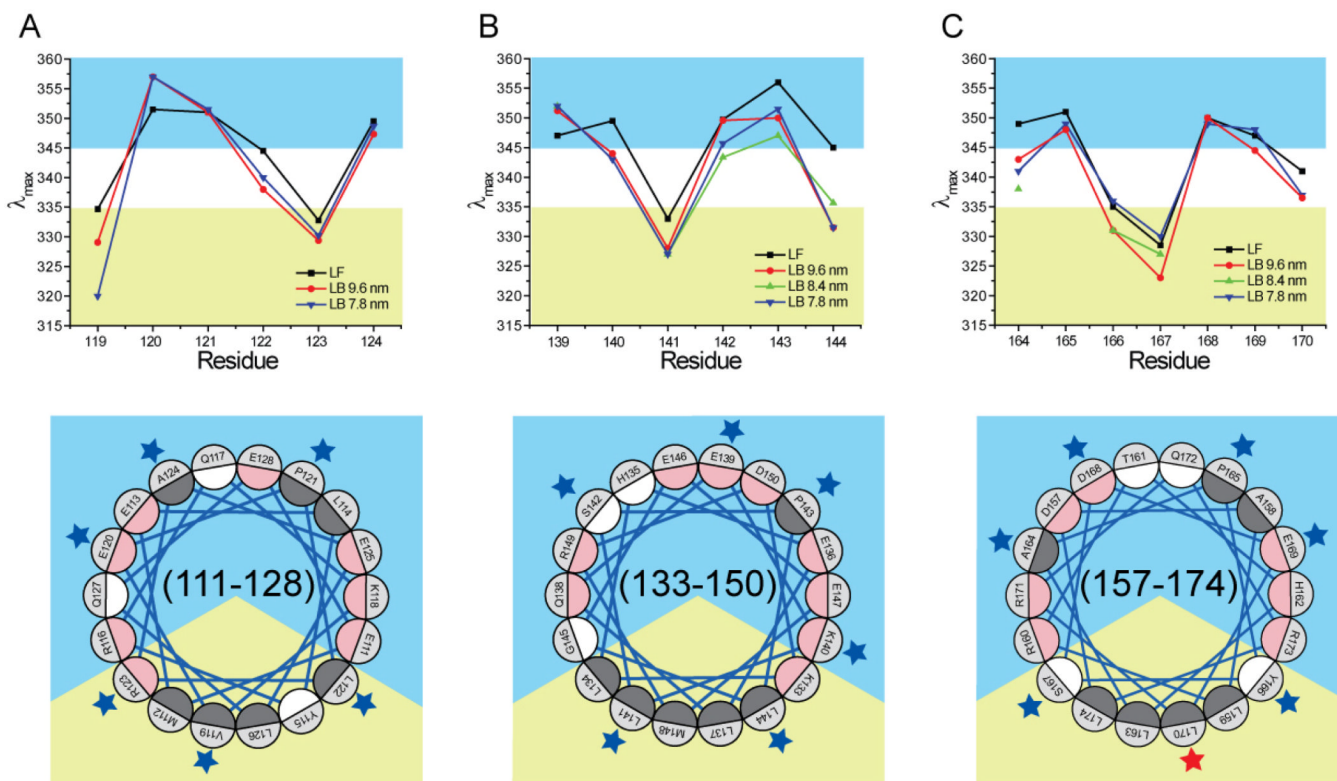 A
B
C
360
355
350
345
340
335
330
325
320
315
λmax
119 120 121 122 123 124
Residue
LF
LB 9.6 nm
LB 7.8 nm
360
355
350
345
340
335
330
325
320
315
λmax
139 140 141 142 143 144
Residue
LF
LB 9.6 nm
LB 8.4 nm
LB 7.8 nm
360
355
350
345
340
335
330
325
320
315
λmax
164 165 166 167 168 169 170
Residue
LF
LB 9.6 nm
LB 8.4 nm
LB 7.8 nm
(111-128)
Q117
E128
P121
L114
E125
K118
E111
L122
Y115
L126
V119
M112
R123
R116
Q127
E120
E113
A124
(133-150)
E146
E139
D150
P143
E136
E147
K140
K133
L144
L137
M148
L141
L134
G145
Q138
R149
S142
H135
(157-174)
T161
Q172
P165
A158
E169
H162
R173
Y166
L159
L170
L163
L174
S167
R160
R171
A164
D157
D168